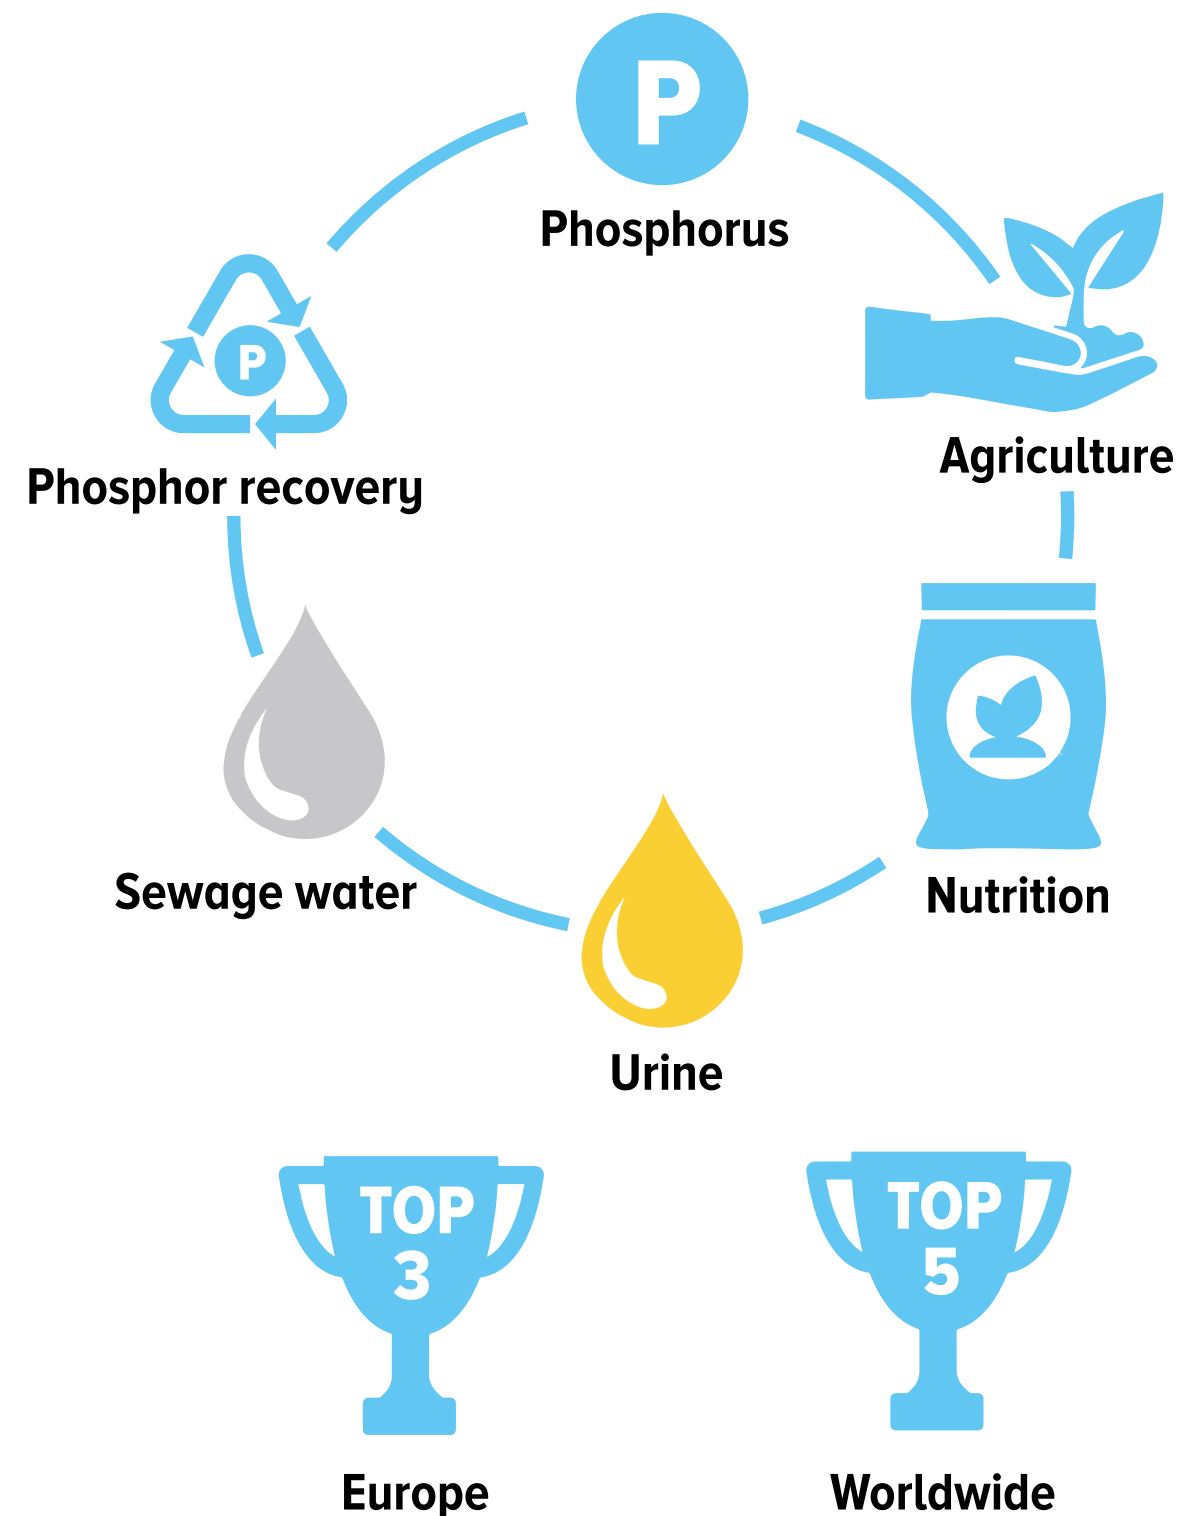 P
Phosphorus
Agriculture
P
Phosphor recovery
Sewage water
Nutrition
Urine
TOP
3
TOP
5
Europe
Worldwide